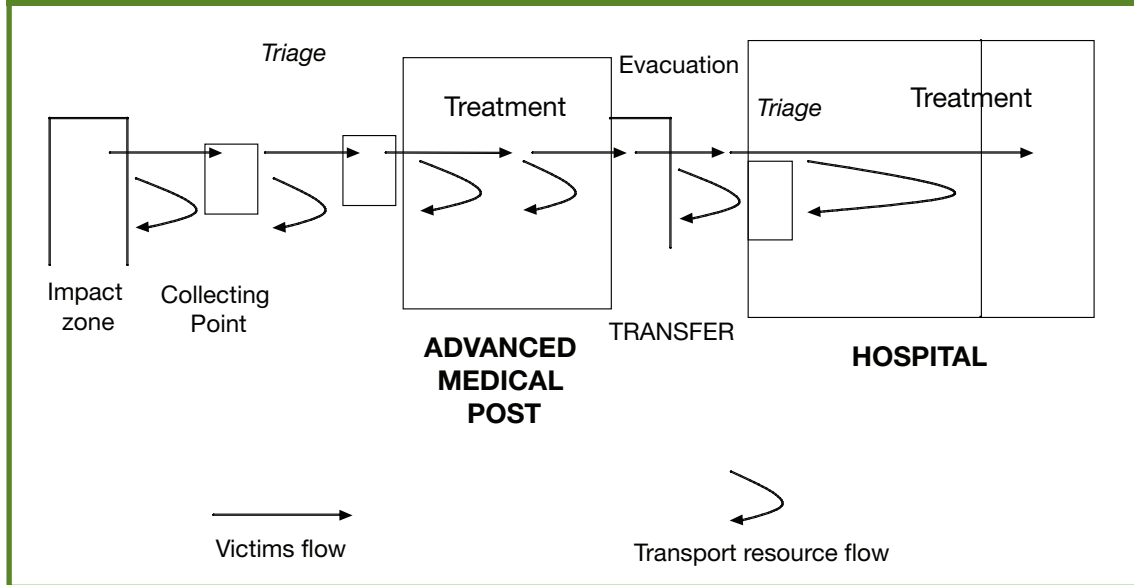 Triage
Evacuation
Treatment
Triage
Treatment
Impact
zone
Collecting
Point
TRANSFER
ADVANCED
MEDICAL
POST
HOSPITAL
Victims flow
Transport resource flow